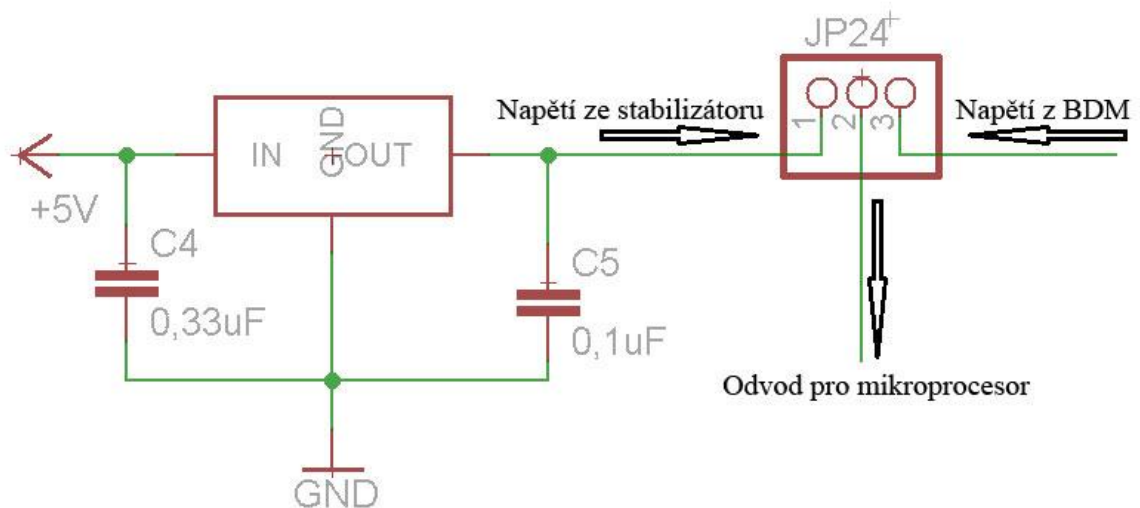 JP24
Napětí ze stabilizátoru
Napětí z BDM
1
2
3
IN
GND
OUT
+5V
C4
0,33uF
C5
0,1uF
Odvod pro mikroprocesor
GND